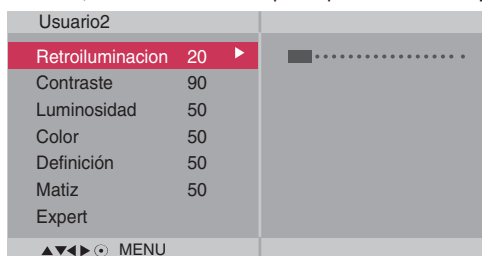 Usuario2
Retroiluminacion 20
Contraste 90
Luminosidad 50
Color 50
Definición 50
Matiz 50
Expert
MENU